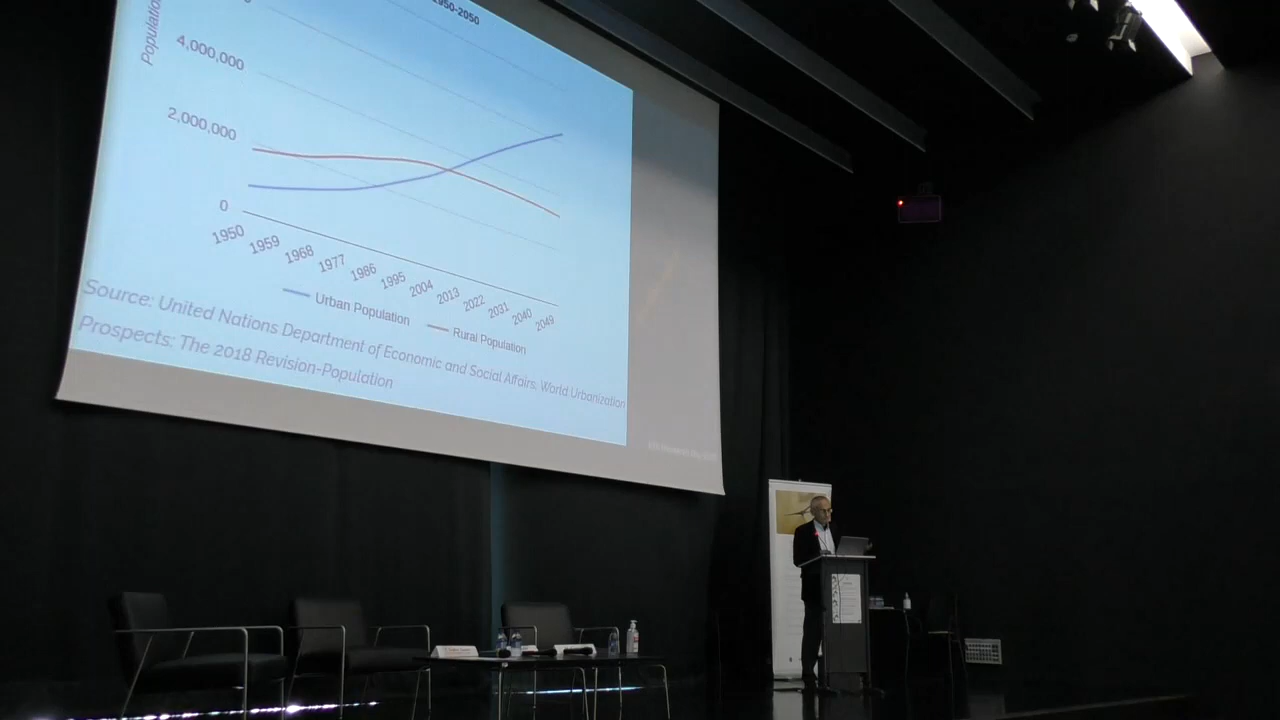 1950-2050
Population
4,000,000
2,000,000
0
1950 1959 1968 1977 1986 1995 2004 2013 2022 2031 2040 2049
Urban Population Rural Population
Source: United Nations Department of Economic and Social Affairs. World Urbanization
Prospects: The 2018 Revision-Population